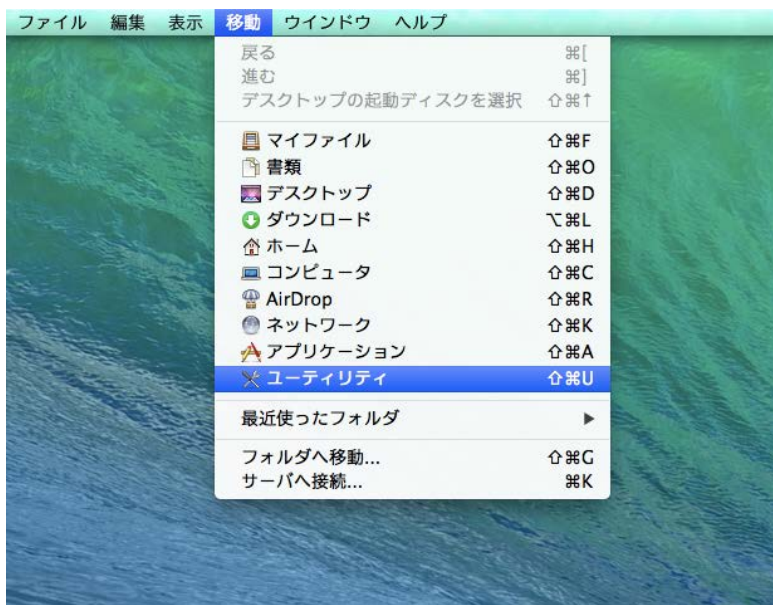 ファイル 編集 表示 移動 ウインドウ ヘルプ
戻る ⌘[
進む ⌘]
デスクトップの起動ディスクを選択 ⇧⌘↑
マイファイル ⇧⌘F
書類 ⇧⌘O
デスクトップ ⇧⌘D
ダウンロード ⌥⌘L
ホーム ⇧⌘H
コンピュータ ⇧⌘C
AirDrop ⇧⌘R
ネットワーク ⇧⌘K
アプリケーション ⇧⌘A
ユーティリティ ⇧⌘U
最近使ったフォルダ ▶
フォルダへ移動... ⇧⌘G
サーバへ接続... ⌘K